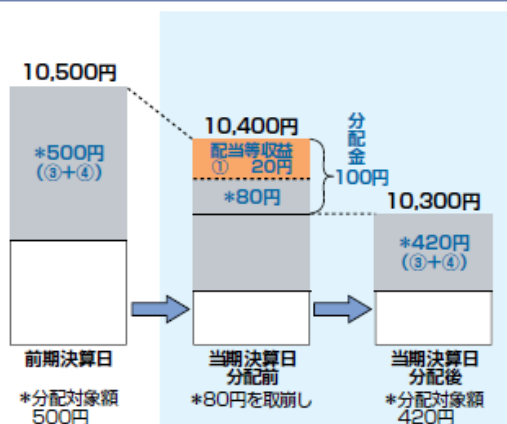 10,500円
*500円
(③+④)
前期決算日
*分配対象額
500円
10,400円
配当等収益
① 20円
*80円
分配金
100円
当期決算日
分配前
*80円を取崩し
10,300円
*420円
(③+④)
当期決算日
分配後
*分配対象額
420円